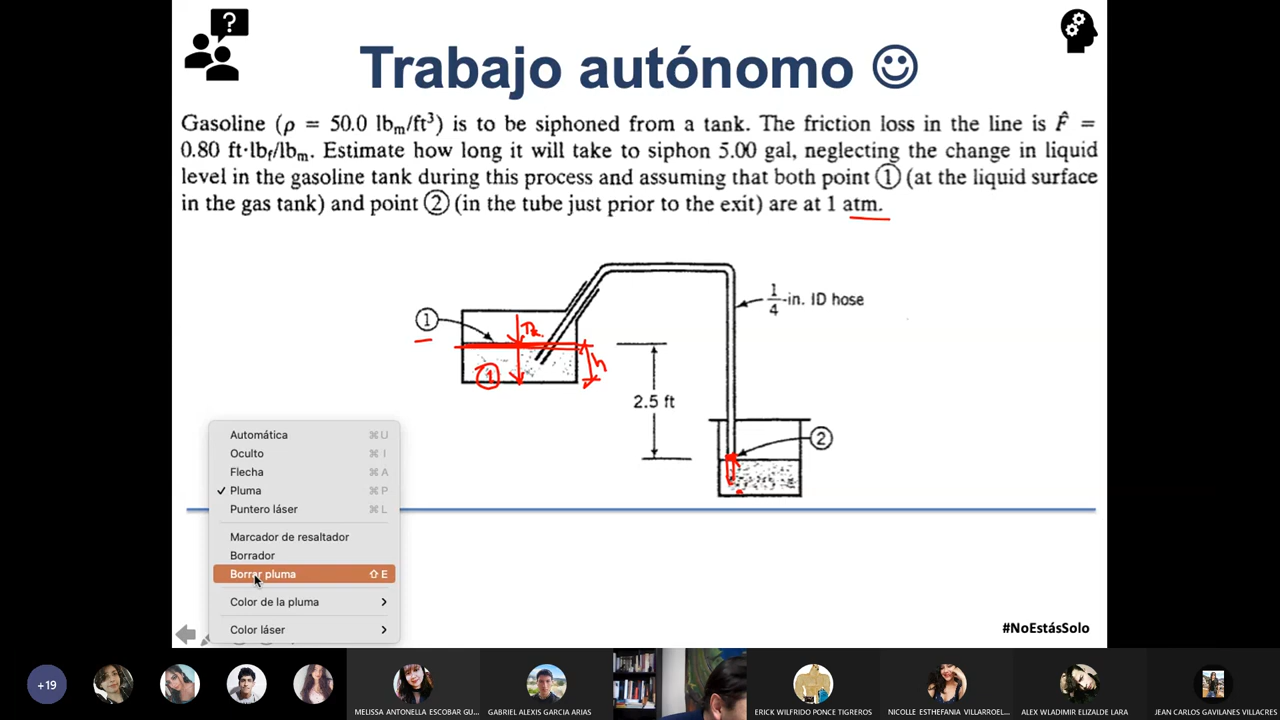 ?
Trabajo autónomo
Gasoline (ρ = 50.0 lbm/ft³) is to be siphoned from a tank. The friction loss in the line is F̂ =
0.80 ft·lbf/lbm. Estimate how long it will take to siphon 5.00 gal, neglecting the change in liquid
level in the gasoline tank during this process and assuming that both point ① (at the liquid surface
in the gas tank) and point ② (in the tube just prior to the exit) are at 1 atm.
1/4-in. ID hose
①
①
h
2.5 ft
②
Automática ⌘U
Oculto ⌘I
Flecha ⌘A
✓ Pluma ⌘P
Puntero láser ⌘L
Marcador de resaltador
Borrador
Borrar pluma ⇧E
Color de la pluma >
Color láser >
#NoEstásSolo
+19
MELISSA ANTONELLA ESCOBAR GU...
GABRIEL ALEXIS GARCIA ARIAS
ERICK WILFRIDO PONCE TIGREROS
NICOLLE ESTHEFANIA VILLARROEL...
ALEX WLADIMIR ELIZALDE LARA
JEAN CARLOS GAVILANES VILLACRES